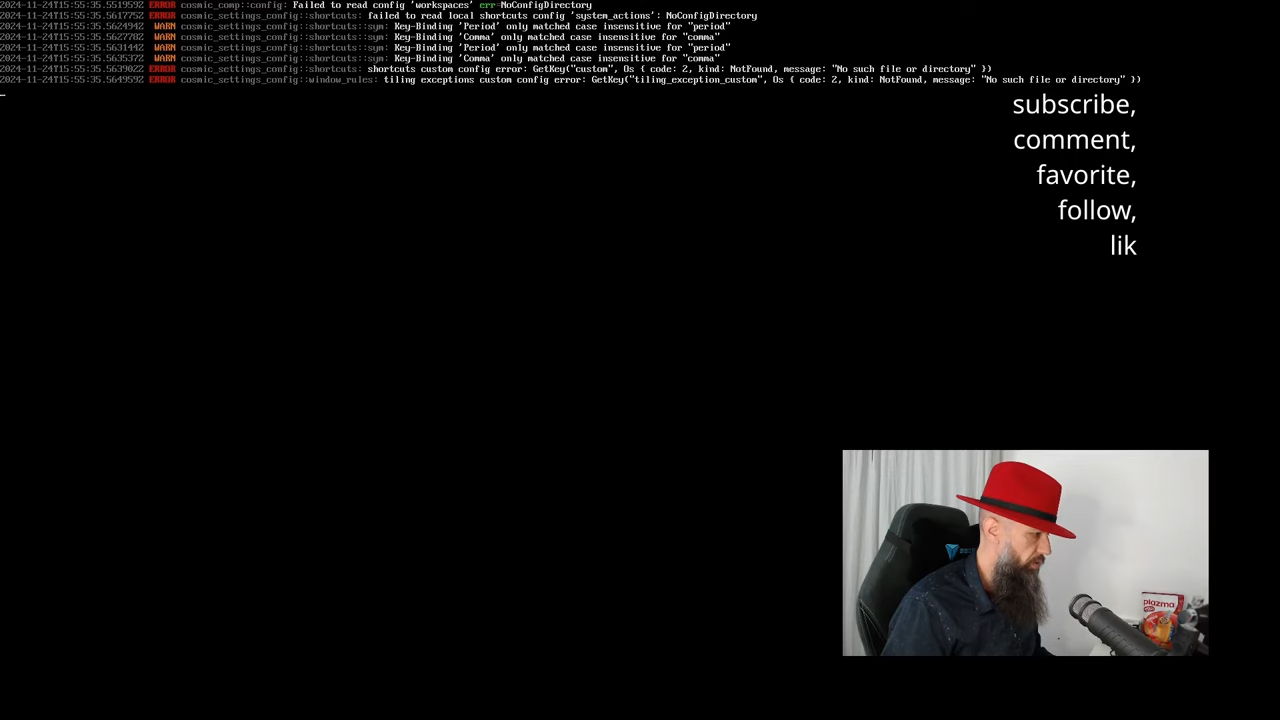 2024-11-24T15:55:35.551959Z ERROR cosmic_comp::config: Failed to read config 'workspaces' err=NoConfigDirectory
2024-11-24T15:55:35.561775Z ERROR cosmic_settings_config::shortcuts: failed to read local shortcuts config 'system_actions': NoConfigDirectory
2024-11-24T15:55:35.562494Z WARN cosmic_settings_config::shortcuts::sym: Key-Binding 'Period' only matched case insensitive for "period"
2024-11-24T15:55:35.562778Z WARN cosmic_settings_config::shortcuts::sym: Key-Binding 'Comma' only matched case insensitive for "comma"
2024-11-24T15:55:35.563144Z WARN cosmic_settings_config::shortcuts::sym: Key-Binding 'Period' only matched case insensitive for "period"
2024-11-24T15:55:35.563537Z WARN cosmic_settings_config::shortcuts::sym: Key-Binding 'Comma' only matched case insensitive for "comma"
2024-11-24T15:55:35.563902Z ERROR cosmic_settings_config::shortcuts: shortcuts custom config error: GetKey("custom", Os { code: 2, kind: NotFound, message: "No such file or directory" })
2024-11-24T15:55:35.564959Z ERROR cosmic_settings_config::window_rules: tiling exceptions custom config error: GetKey("tiling_exception_custom", Os { code: 2, kind: NotFound, message: "No such file or directory" })
subscribe,
comment,
favorite,
follow,
lik
plazma